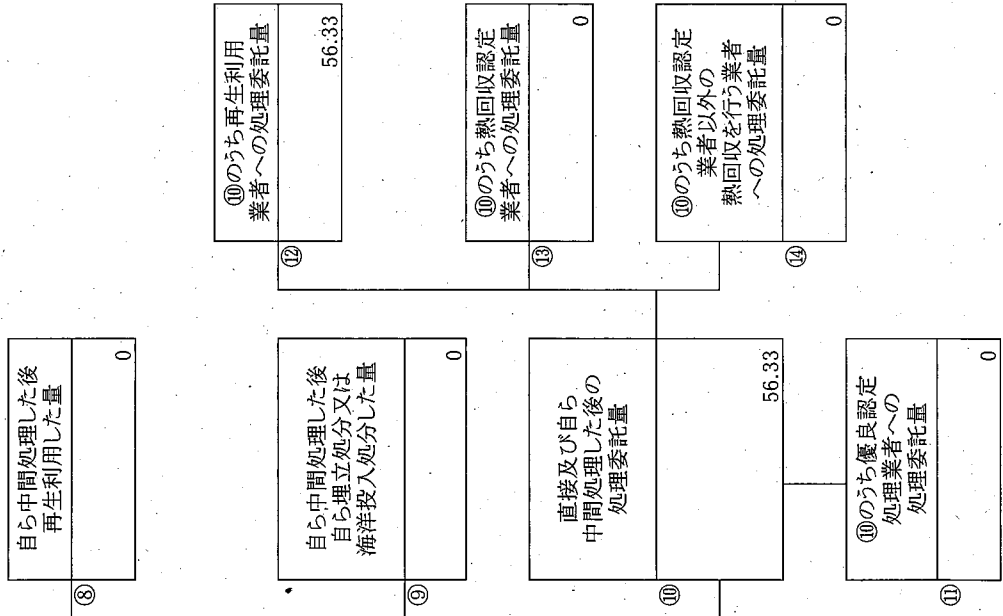 ⑧
自ら中間処理した後
再生利用した量
0
⑨
自ら中間処理した後
自ら埋立処分又は
海洋投入処分した量
0
⑩
直接及び自ら
中間処理した後の
処理委託量
56.33
⑪
⑩のうち優良認定
処理業者への
処理委託量
0
⑫
⑩のうち再生利用
業者への処理委託量
56.33
⑬
⑩のうち熱回収認定
業者への処理委託量
0
⑭
⑩のうち熱回収認定
業者以外の
熱回収を行う業者
への処理委託量
0